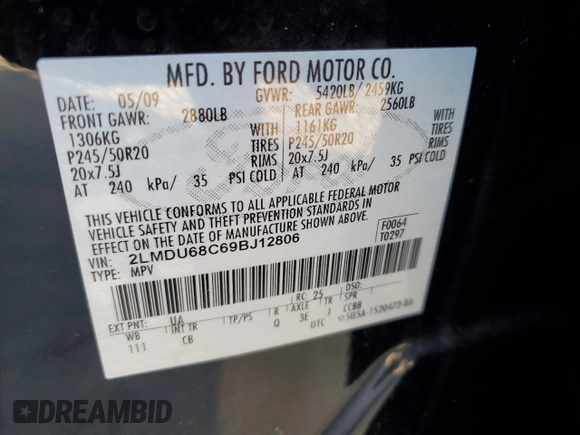 MFD. BY FORD MOTOR CO.
DATE: 05/09 GVWR: 5420LB/ 2459KG
FRONT GAWR: 2880LB REAR GAWR: 2560LB
1306KG WITH 1161KG WITH
P245/50R20 TIRES P245/50R20 TIRES
20x7.5J RIMS 20x7.5J RIMS
AT 240 kPa/ 35 PSI COLD AT 240 kPa/ 35 PSI COLD
THIS VEHICLE CONFORMS TO ALL APPLICABLE FEDERAL MOTOR
VEHICLE SAFETY AND THEFT PREVENTION STANDARDS IN
EFFECT ON THE DATE OF MANUFACTURE SHOWN ABOVE.
VIN: 2LMDU68C69BJ12806 F0064
TYPE: MPV T0297
EXT PNT: UA RC: 25 DSO:
WB INT TR TP/PS R AXLE TR SPR
111 CB Q 3E J CCBB
UTC
DREAMBID